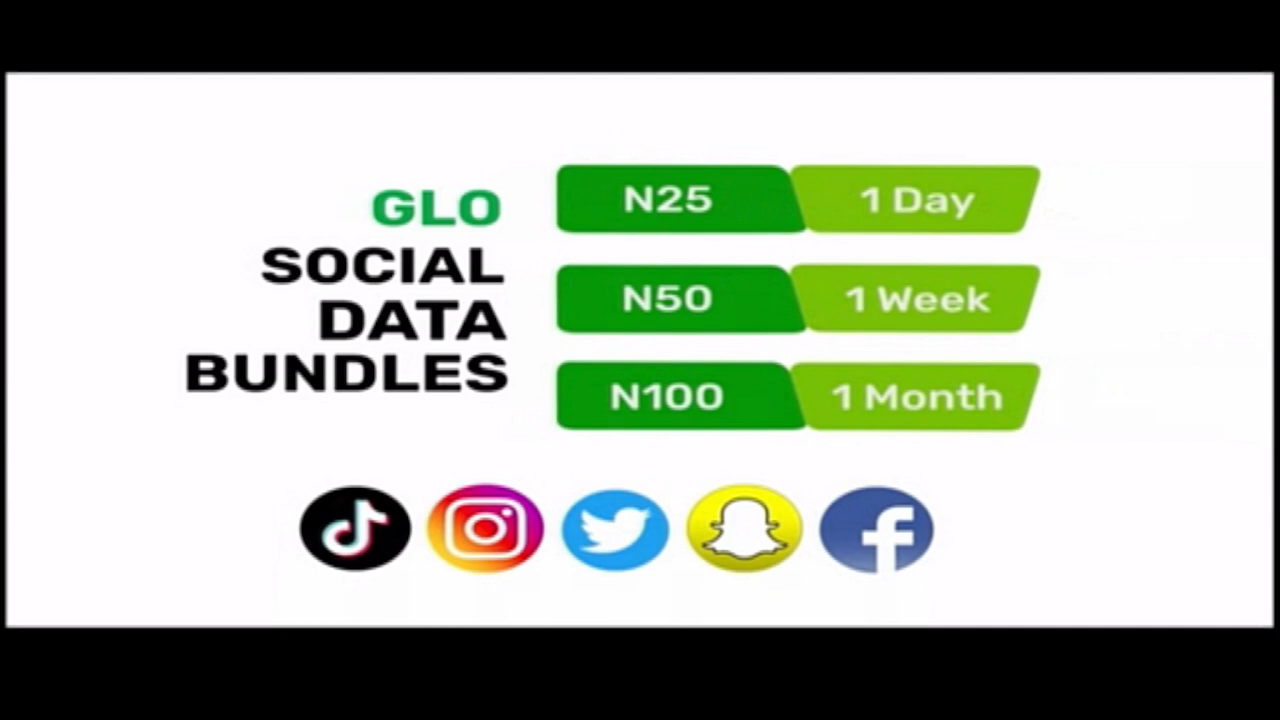 GLO
SOCIAL
DATA
BUNDLES
N25 1 Day
N50 1 Week
N100 1 Month